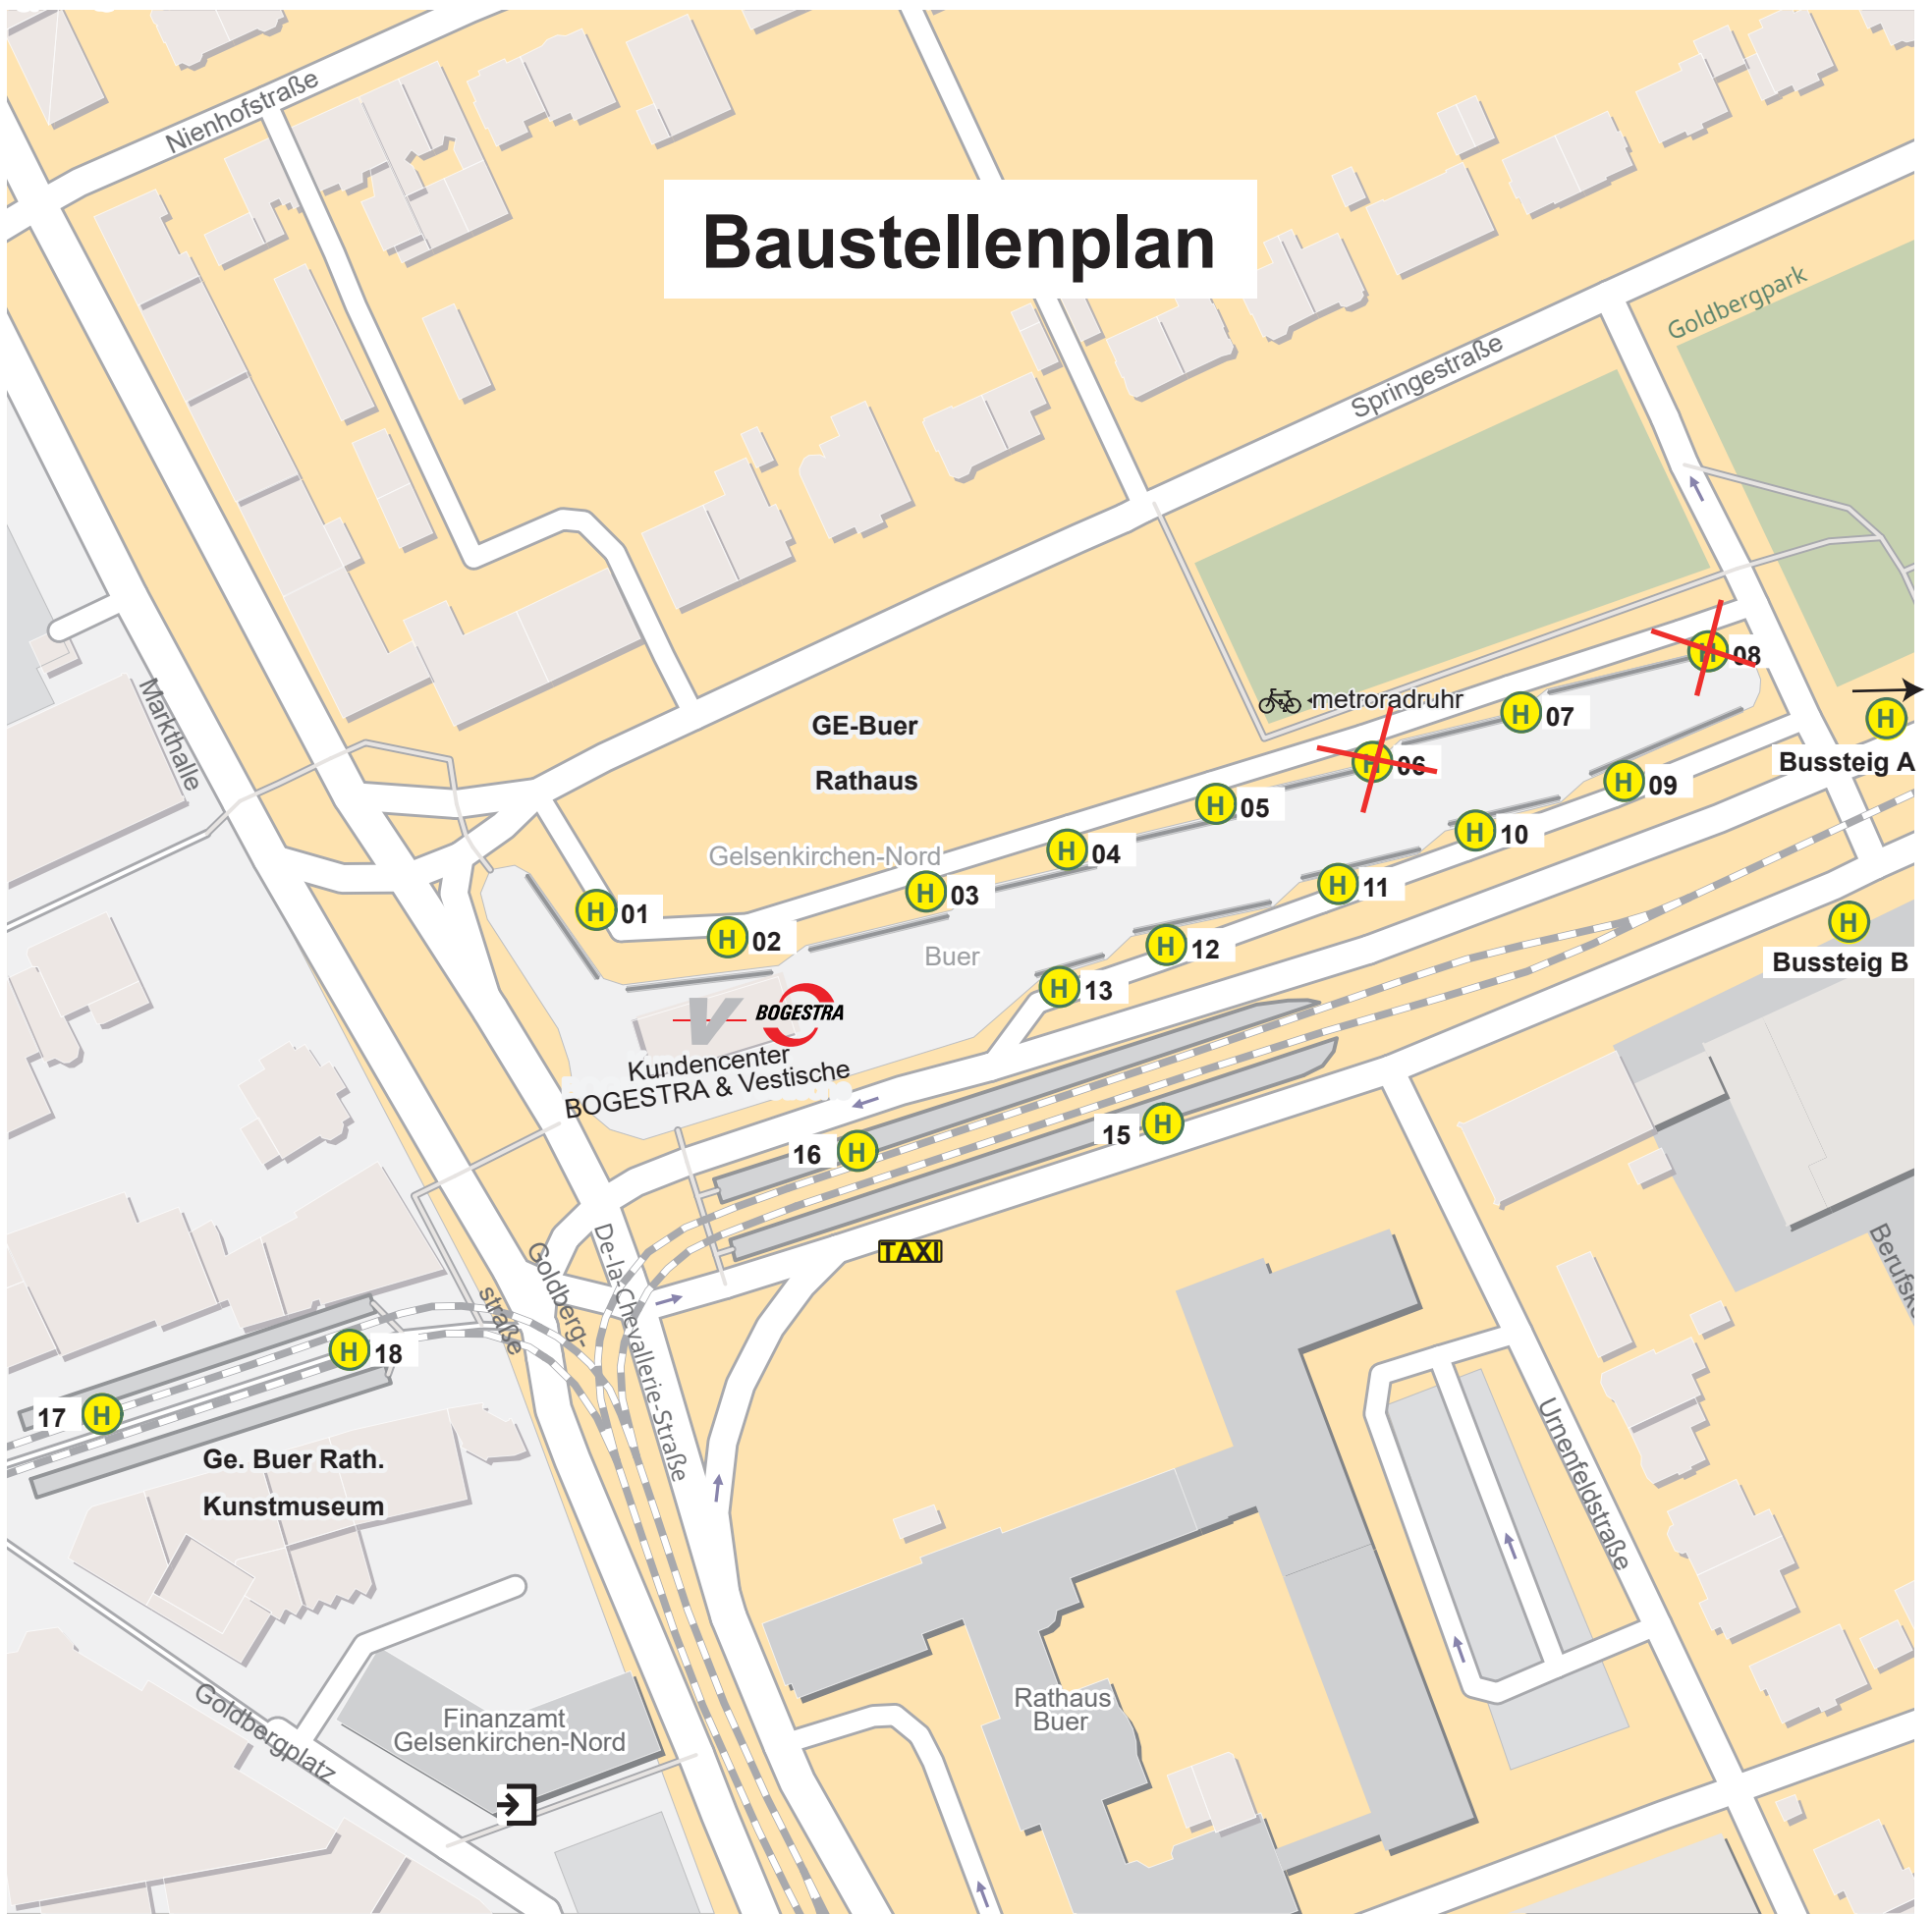 Nienhofstraße
Baustellenplan
Goldbergpark
Springestraße
Markthalle
GE-Buer
Rathaus
metroradruhr
H 08
H 07
H 06
H
Bussteig A
H 05
H 09
H 04
H 10
Gelsenkirchen-Nord
H 03
H 11
H 01
H 02
H 12
Buer
H
Bussteig B
H 13
V BOGESTRA
Kundencenter
BOGESTRA & Vestische
15 H
16 H
TAXI
De-la-Chevallerie-Straße
Goldberg-
straße
H 18
17 H
Ge. Buer Rath.
Kunstmuseum
Urnenfeldstraße
Goldbergplatz
Finanzamt
Gelsenkirchen-Nord
Rathaus
Buer